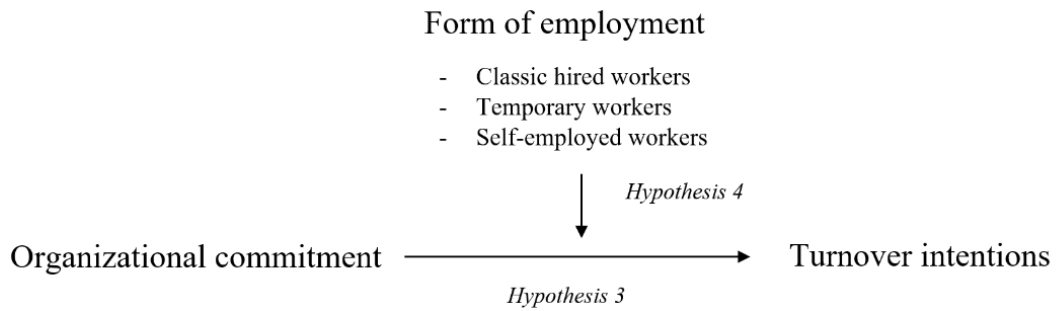 Form of employment
- Classic hired workers
- Temporary workers
- Self-employed workers
Hypothesis 4
Organizational commitment
Turnover intentions
Hypothesis 3